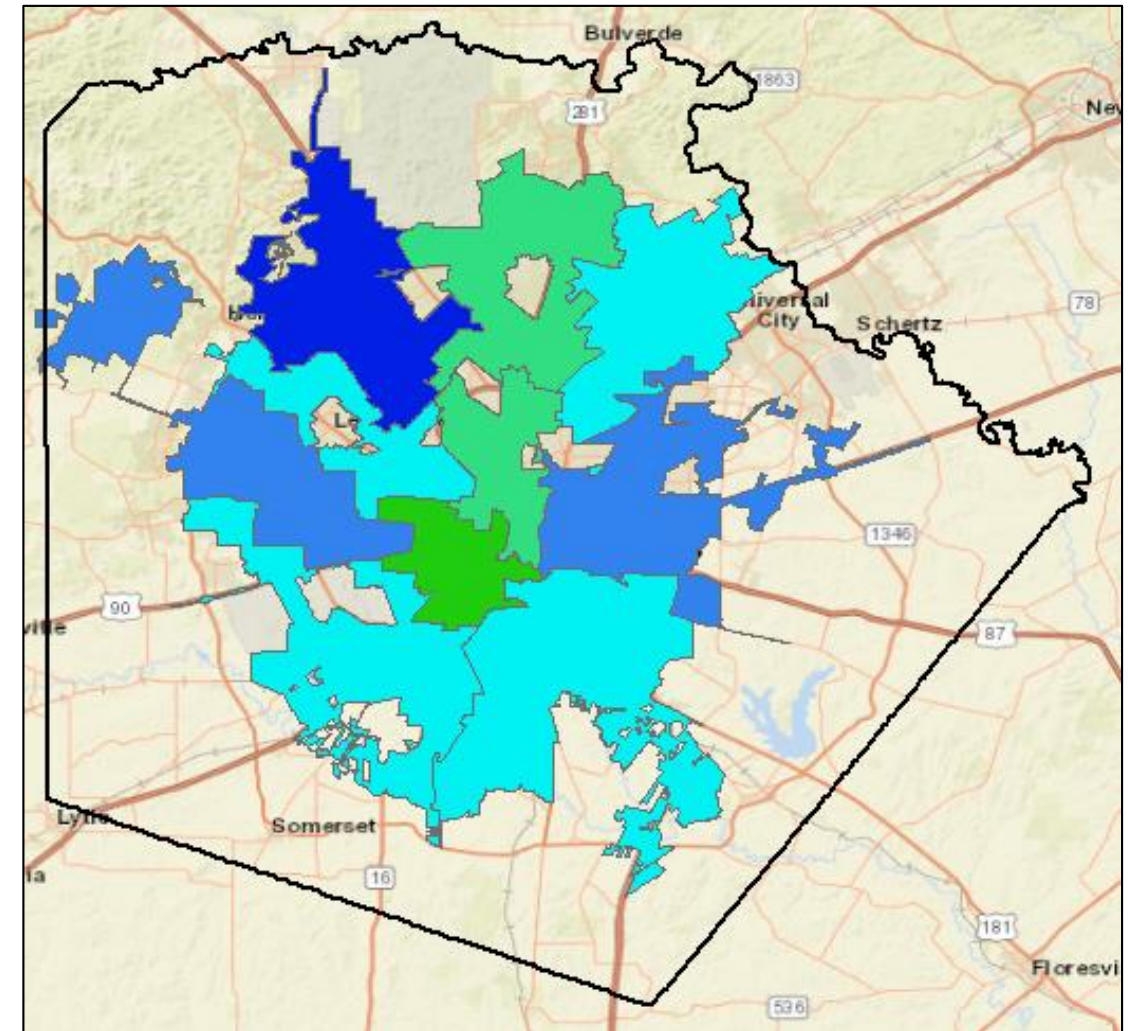 Bulverde
1863
281
New
78
Universal
City
Schertz
1346
90
ville
87
Lytle
Somerset
16
181
Floresvi
536